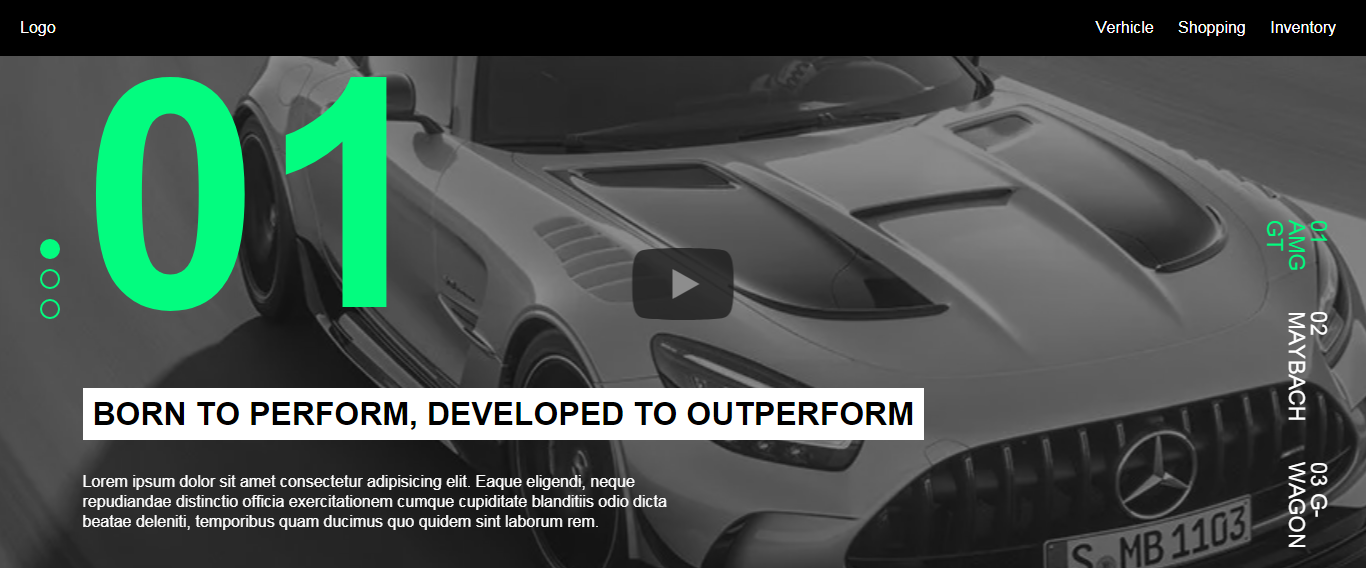 Logo
Verhicle Shopping Inventory
01
BORN TO PERFORM, DEVELOPED TO OUTPERFORM
Lorem ipsum dolor sit amet consectetur adipisicing elit. Eaque eligendi, neque
repudiandae distinctio officia exercitationem cumque cupiditate blanditiis odio dicta
beatae deleniti, temporibus quam ducimus quo quidem sint laborum rem.
01
AMG
GT
02
MAYBACH
03 G-
WAGON
S MB 1103